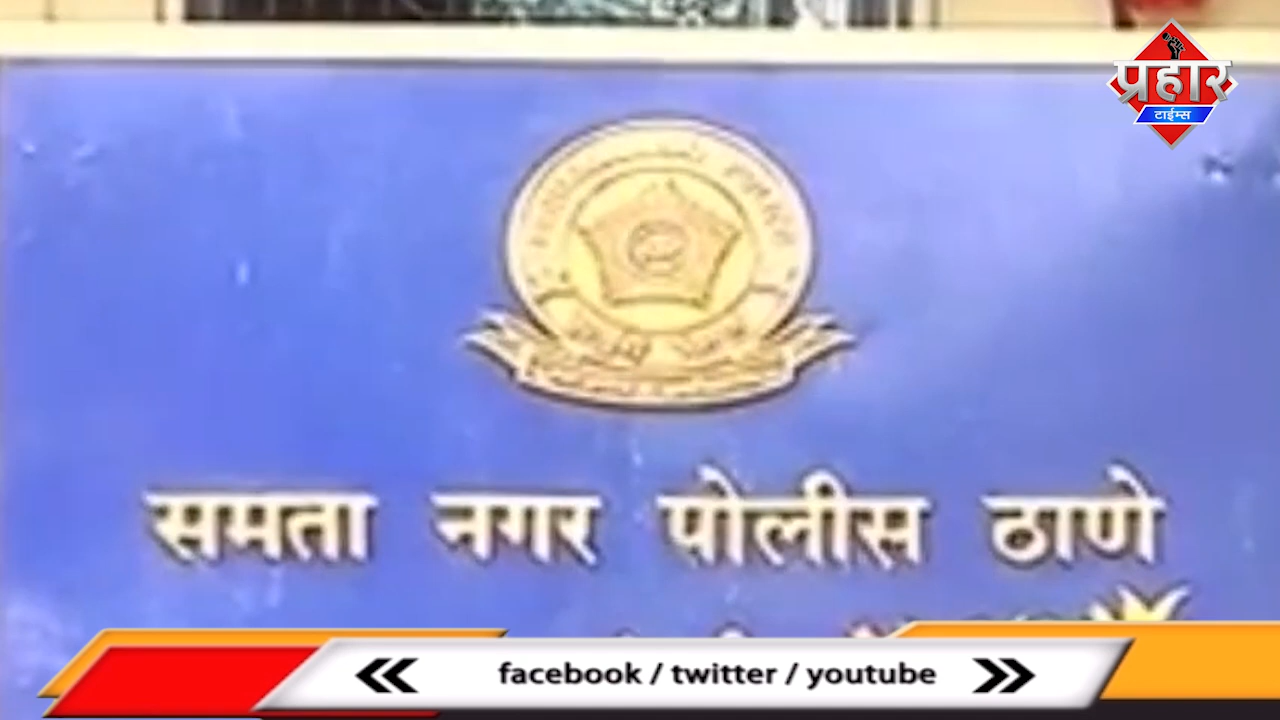 प्रहार
टाईम्स
समता नगर पोलीस ठाणे
facebook / twitter / youtube